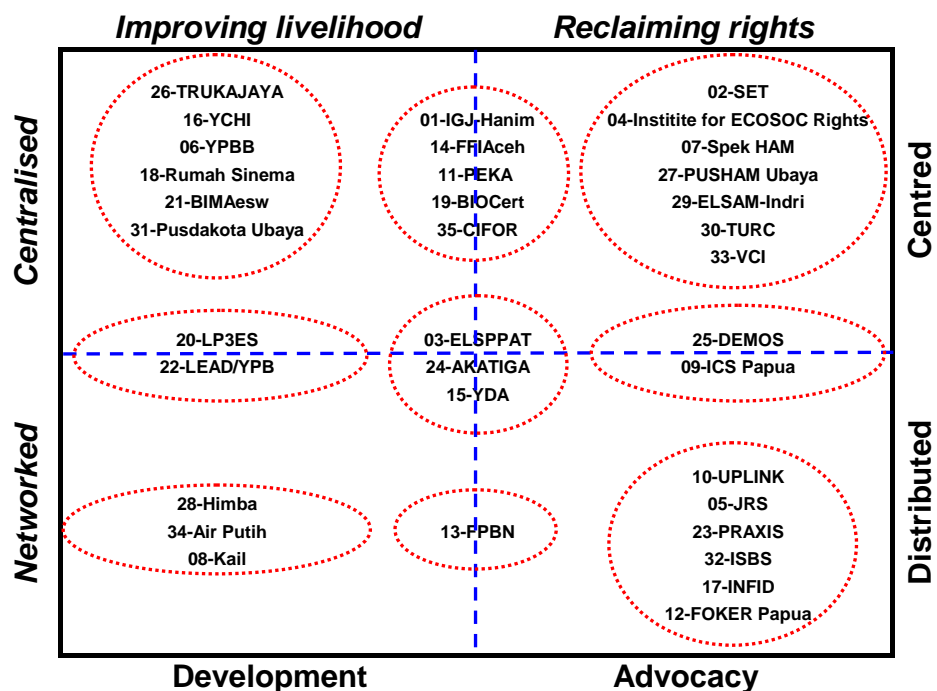 Improving livelihood
Reclaiming rights
Centralised
Centred
26-TRUKAJAYA
16-YCHI
06-YPBB
18-Rumah Sinema
21-BIMAesw
31-Pusdakota Ubaya
01-IGJ-Hanim
14-FFIAceh
11-PEKA
19-BIOCert
35-CIFOR
02-SET
04-Institite for ECOSOC Rights
07-Spek HAM
27-PUSHAM Ubaya
29-ELSAM-Indri
30-TURC
33-VCI
20-LP3ES
22-LEAD/YPB
03-ELSPPAT
24-AKATIGA
15-YDA
25-DEMOS
09-ICS Papua
Networked
Distributed
28-Himba
34-Air Putih
08-Kail
13-FPBN
10-UPLINK
05-JRS
23-PRAXIS
32-ISBS
17-INFID
12-FOKER Papua
Development
Advocacy